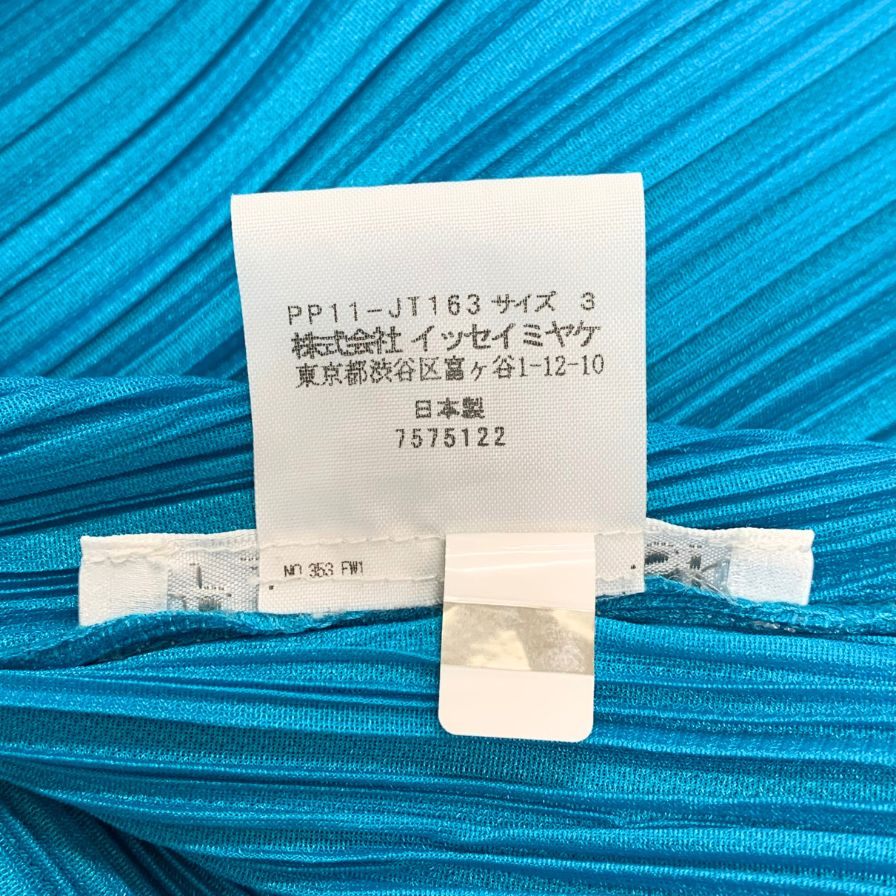 PP11-JT163 サイズ 3
株式会社 イッセイミヤケ
東京都渋谷区富ヶ谷1-12-10
日本製
7575122
NO 353 FW1